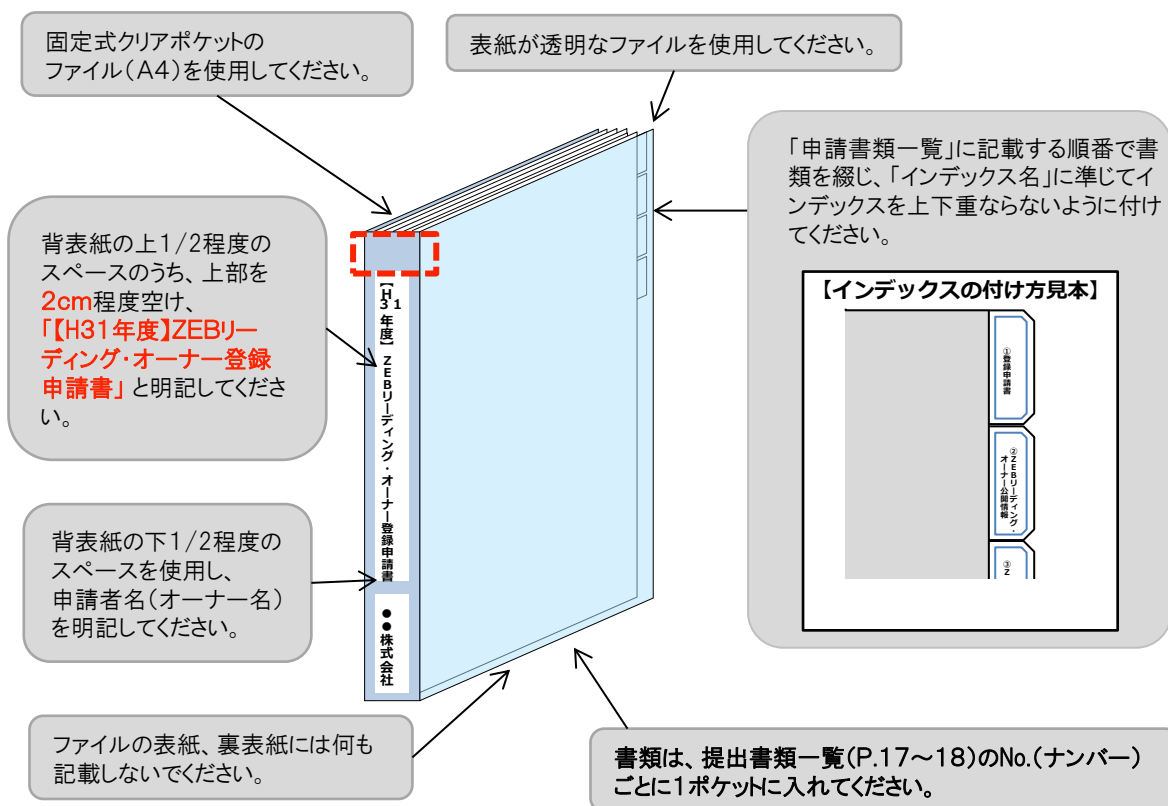 固定式クリアポケットの
ファイル(A4)を使用してください。
表紙が透明なファイルを使用してください。
「申請書類一覧」に記載する順番で書
類を綴じ、「インデックス名」に準じてイ
ンデックスを上下重ならないように付け
てください。
【インデックスの付け方見本】
①登録申請書
②ZEBリーディング・
オーナー公開情報
③Z
背表紙の上1/2程度の
スペースのうち、上部を
2cm程度空け、
「【H31年度】ZEBリー
ディング・オーナー登録
申請書」と明記してくださ
い。
【H31年度】 ZEBリーディング・オーナー登録申請書
●●株式会社
背表紙の下1/2程度の
スペースを使用し、
申請者名(オーナー名)
を明記してください。
ファイルの表紙、裏表紙には何も
記載しないでください。
書類は、提出書類一覧(P.17～18)のNo.(ナンバー)
ごとに1ポケットに入れてください。